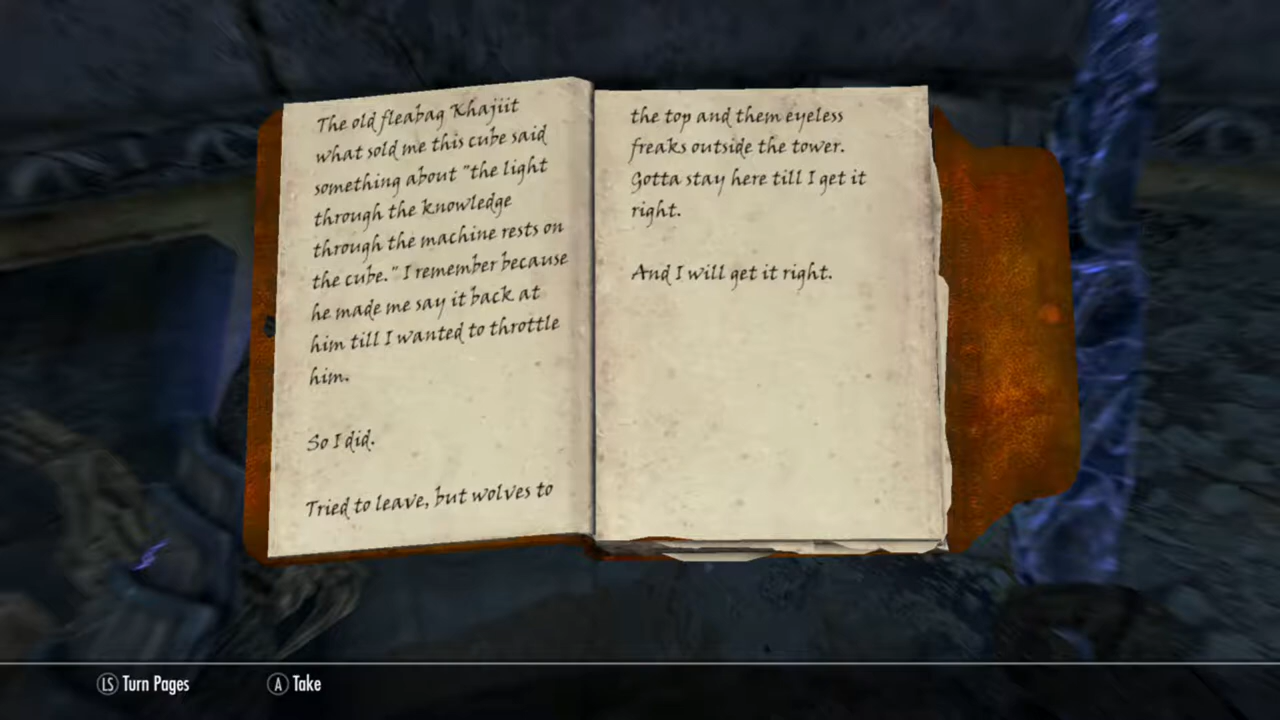 The old fleabag Khajiit
what sold me this cube said
something about "the light
through the knowledge
through the machine rests on
the cube." I remember because
he made me say it back at
him till I wanted to throttle
him.
So I did.
Tried to leave, but wolves to
the top and them eyeless
freaks outside the tower.
Gotta stay here till I get it
right.
And I will get it right.
LS Turn Pages
A Take